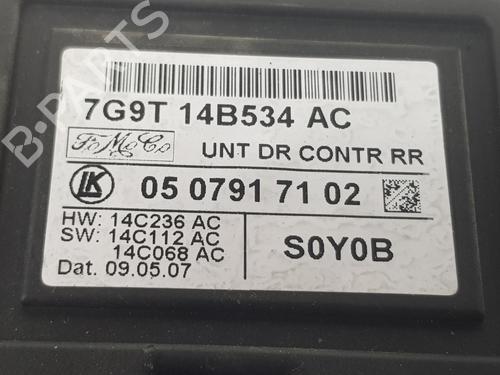 B-PARTS
7G9T 14B534 AC
FoMoCo UNT DR CONTR RR
LK 05 0791 71 02
HW: 14C236 AC
SW: 14C112 AC
14C068 AC
S0Y0B
Dat. 09.05.07